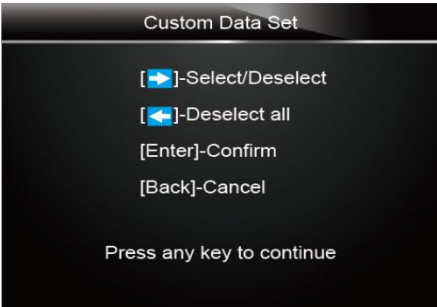 Custom Data Set
[➡]-Select/Deselect
[⬅]-Deselect all
[Enter]-Confirm
[Back]-Cancel
Press any key to continue